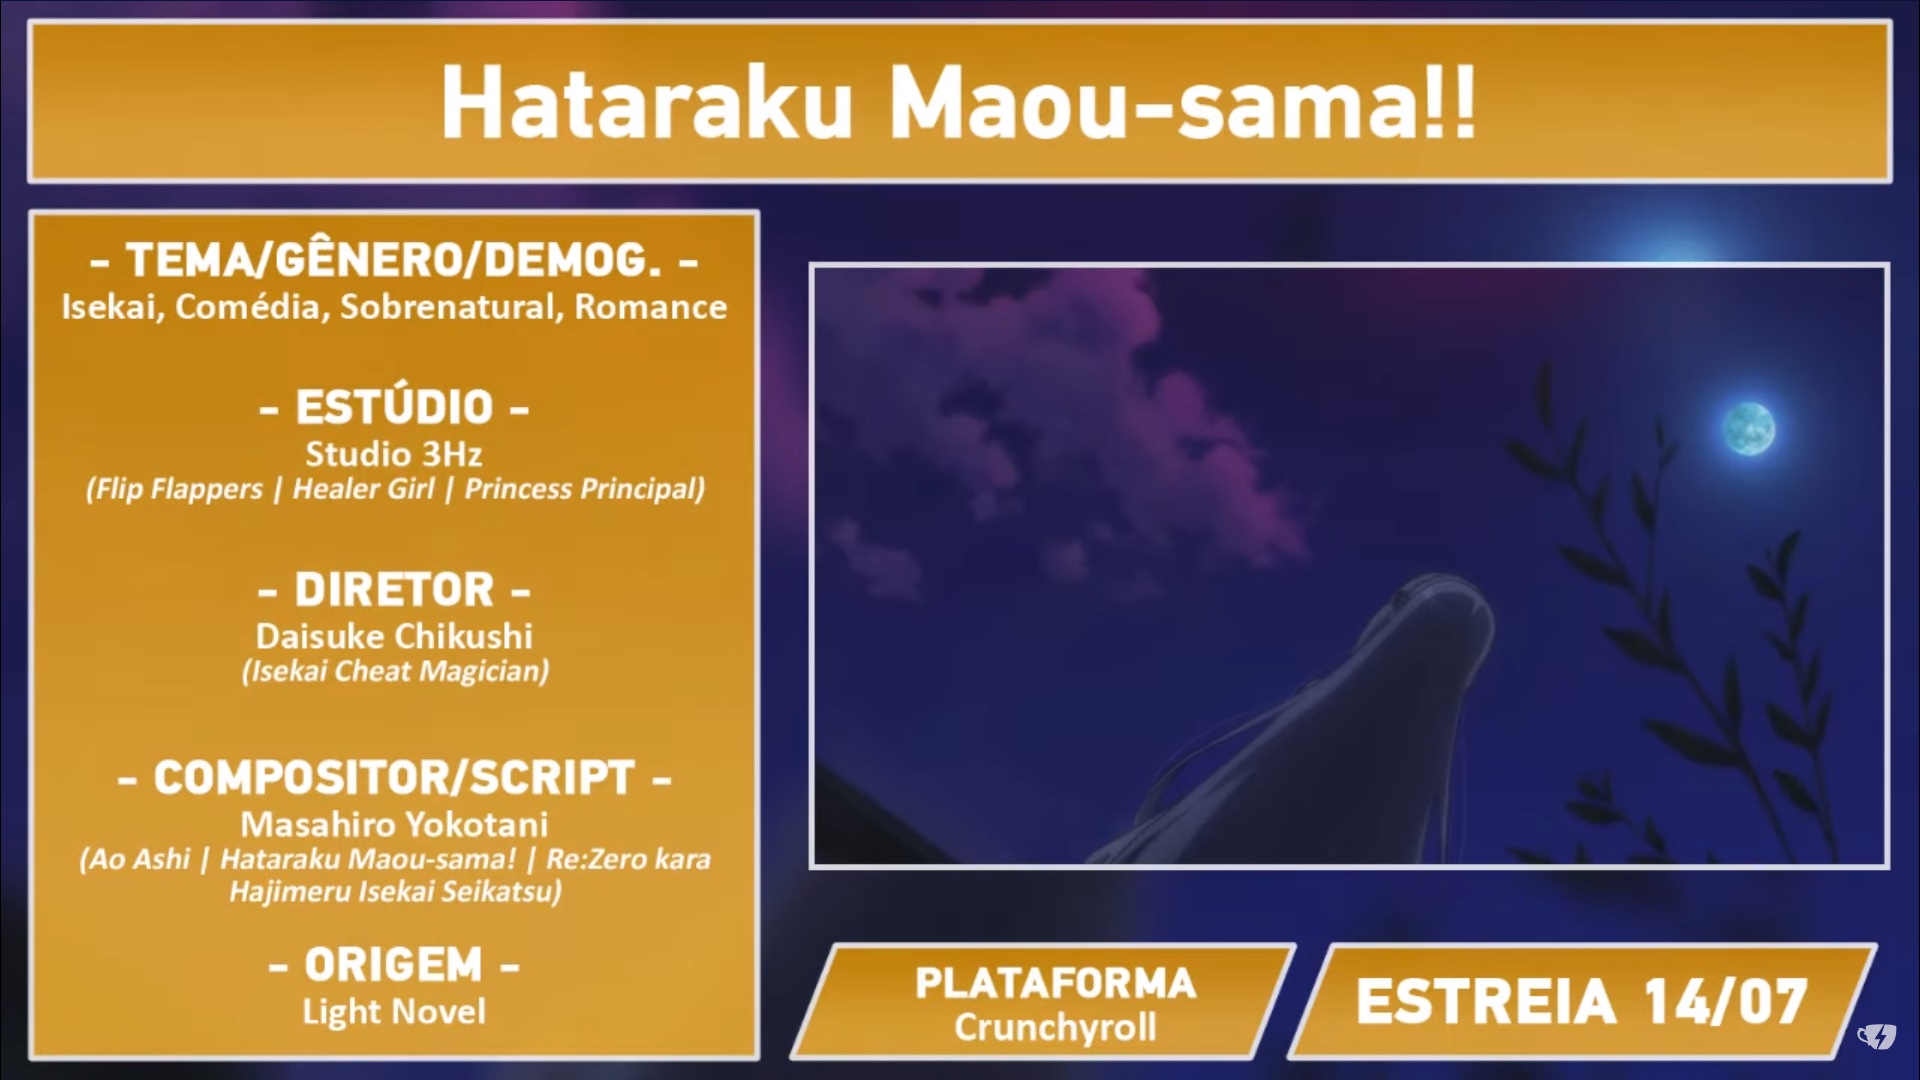 Hataraku Maou-sama!!
- TEMA/GÊNERO/DEMOG. -
Isekai, Comédia, Sobrenatural, Romance
- ESTÚDIO -
Studio 3Hz
(Flip Flappers | Healer Girl | Princess Principal)
- DIRETOR -
Daisuke Chikushi
(Isekai Cheat Magician)
- COMPOSITOR/SCRIPT -
Masahiro Yokotani
(Ao Ashi | Hataraku Maou-sama! | Re:Zero kara
Hajimeru Isekai Seikatsu)
- ORIGEM -
Light Novel
PLATAFORMA
Crunchyroll
ESTREIA 14/07